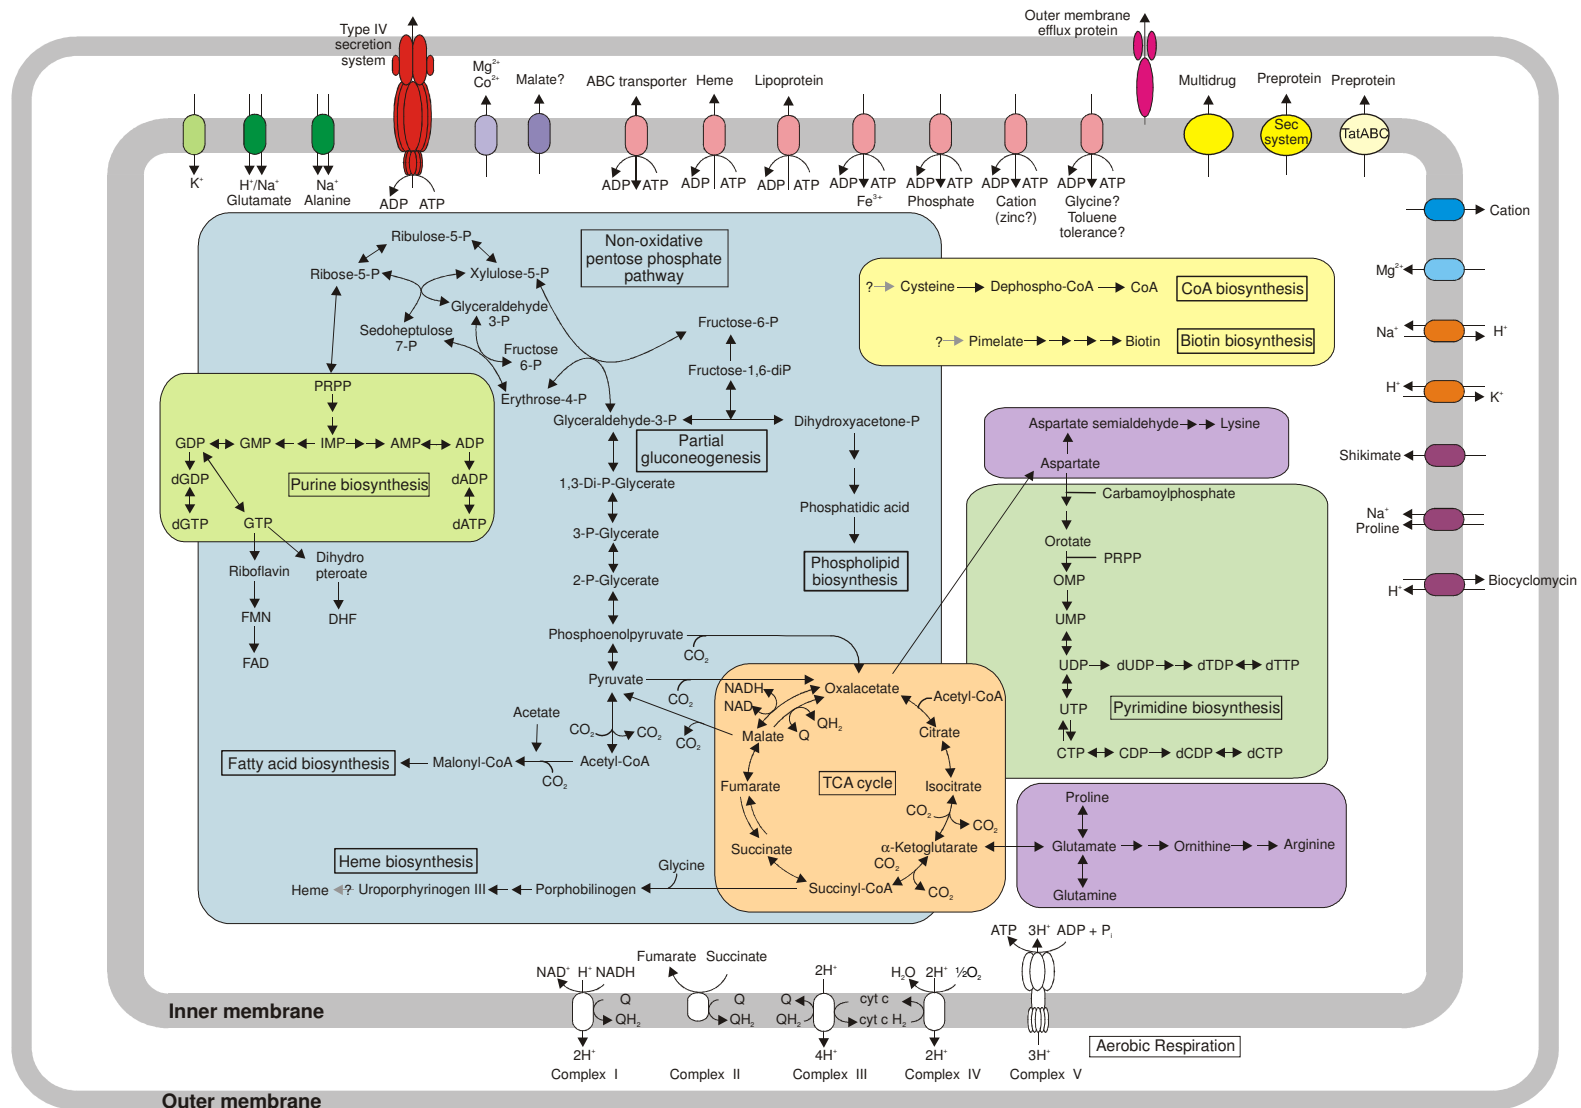 Type IV
secretion
system
Outer membrane
efflux protein
Mg²⁺
Co²⁺
Malate?
ABC transporter
Heme
Lipoprotein
Multidrug
Preprotein
Preprotein
Sec
system
TatABC
K⁺
H⁺/Na⁺
Glutamate
Na⁺
Alanine
ADP ATP
ADP ATP
ADP ATP
ADP ATP
ADP ATP
Fe³⁺
ADP ATP
Phosphate
ADP ATP
Cation
(zinc?)
ADP ATP
Glycine?
Toluene
tolerance?
Cation
Mg²⁺
Na⁺
H⁺
H⁺
K⁺
Shikimate
Na⁺
Proline
Biocyclomycin
H⁺
Ribulose-5-P
Ribose-5-P
Xylulose-5-P
Non-oxidative
pentose phosphate
pathway
Glyceraldehyde
3-P
Sedoheptulose
7-P
Fructose
6-P
Erythrose-4-P
Fructose-6-P
Fructose-1,6-diP
Glyceraldehyde-3-P
Dihydroxyacetone-P
Partial
gluconeogenesis
1,3-Di-P-Glycerate
3-P-Glycerate
2-P-Glycerate
Phosphoenolpyruvate
CO₂
Pyruvate
CO₂
CO₂
CO₂
CO₂
Acetyl-CoA
Acetate
CO₂
Malonyl-CoA
Fatty acid biosynthesis
Phosphatidic acid
Phospholipid
biosynthesis
PRPP
GDP GMP IMP AMP ADP
dGDP
dADP
Purine biosynthesis
dGTP
GTP
dATP
Riboflavin
FMN
FAD
Dihydro
pteroate
DHF
? Cysteine Dephospho-CoA CoA
CoA biosynthesis
? Pimelate Biotin
Biotin biosynthesis
Aspartate semialdehyde Lysine
Aspartate
Carbamoylphosphate
Orotate
PRPP
OMP
UMP
UDP dUDP dTDP dTTP
UTP
Pyrimidine biosynthesis
CTP CDP dCDP dCTP
NADH
NAD
Oxalacetate
Acetyl-CoA
QH₂
Q
Malate
Citrate
Fumarate
TCA cycle
Isocitrate
CO₂
CO₂
Succinate
α-Ketoglutarate
CO₂
CO₂
Succinyl-CoA
Proline
Glutamate Ornithine Arginine
Glutamine
Heme biosynthesis
Glycine
Heme ? Uroporphyrinogen III Porphobilinogen
NAD⁺ H⁺ NADH
Q
QH₂
2H⁺
Complex I
Fumarate Succinate
Q
QH₂
Complex II
2H⁺
Q
QH₂
4H⁺
Complex III
cyt c
cyt c H₂
H₂O 2H⁺ ½O₂
2H⁺
Complex IV
ATP 3H⁺ ADP + Pᵢ
3H⁺
Complex V
Aerobic Respiration
Inner membrane
Outer membrane